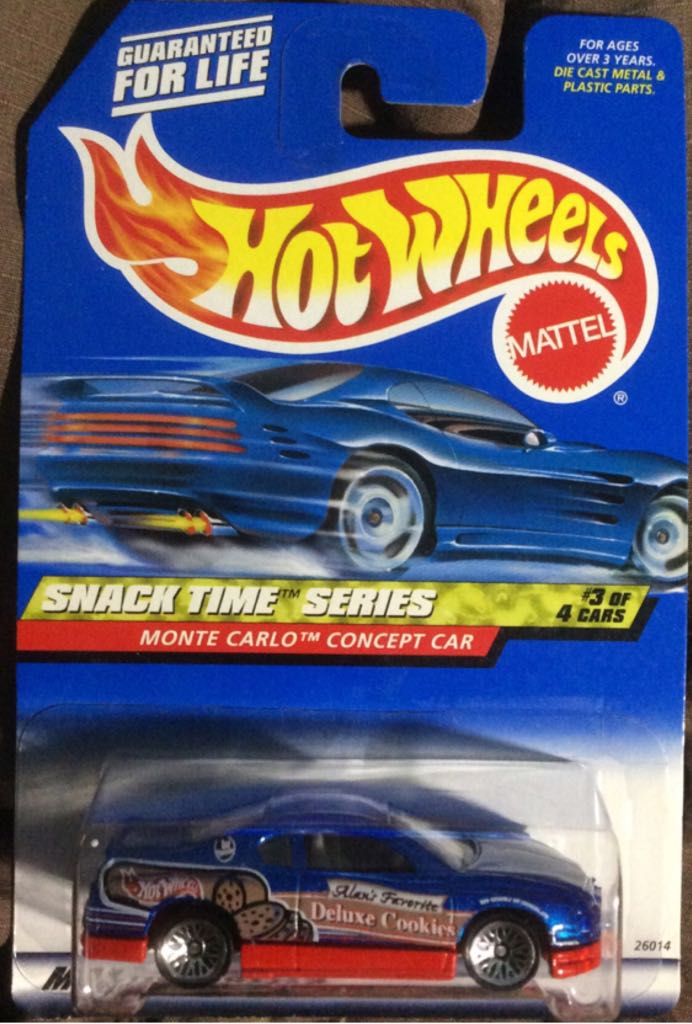 GUARANTEED
FOR LIFE
FOR AGES
OVER 3 YEARS.
DIE CAST METAL &
PLASTIC PARTS.
HOT WHEELS
MATTEL
®
SNACK TIME™ SERIES
#3 OF
4 CARS
MONTE CARLO™ CONCEPT CAR
HOT WHEELS
Alan's Favorite
Deluxe Cookies
26014